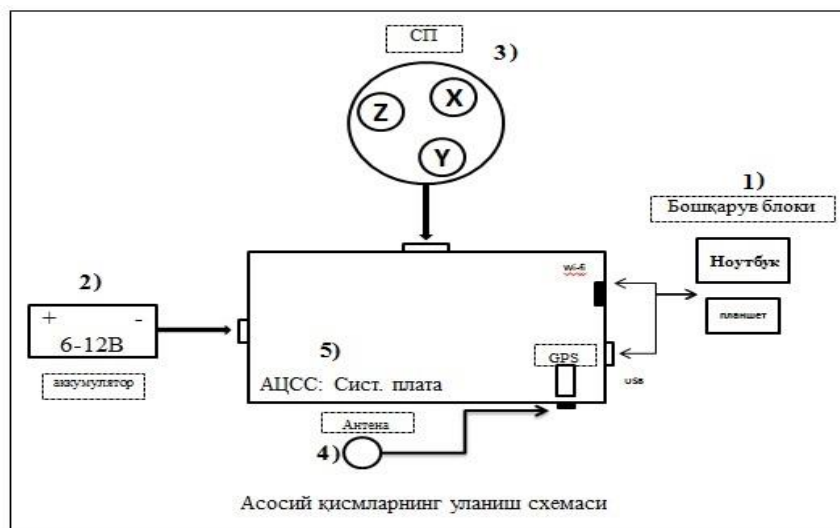 СП
3)
Z
X
Y
1)
Бошқарув блоки
Ноутбук
планшет
Wi-fi
USB
2)
+ -
6-12В
аккумулятор
5)
GPS
АЦСС: Сист. плата
Антена
4)
Асосий қисмларнинг уланиш схемаси